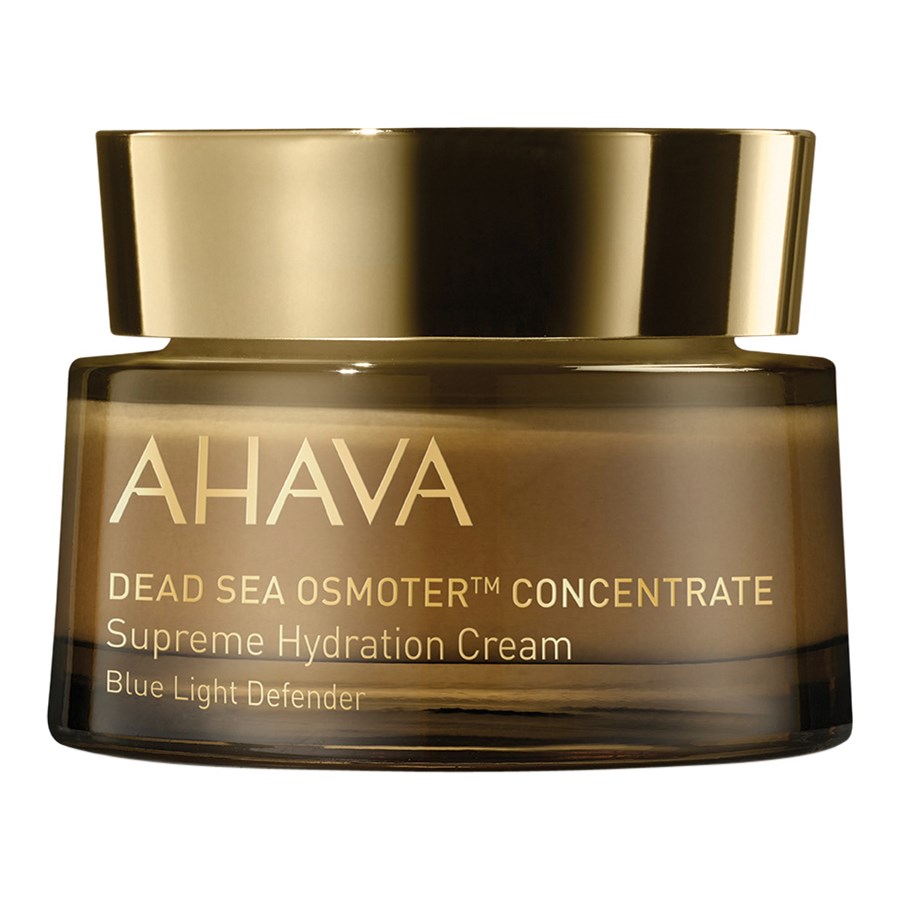 AHAVA
DEAD SEA OSMOTER™ CONCENTRATE
Supreme Hydration Cream
Blue Light Defender